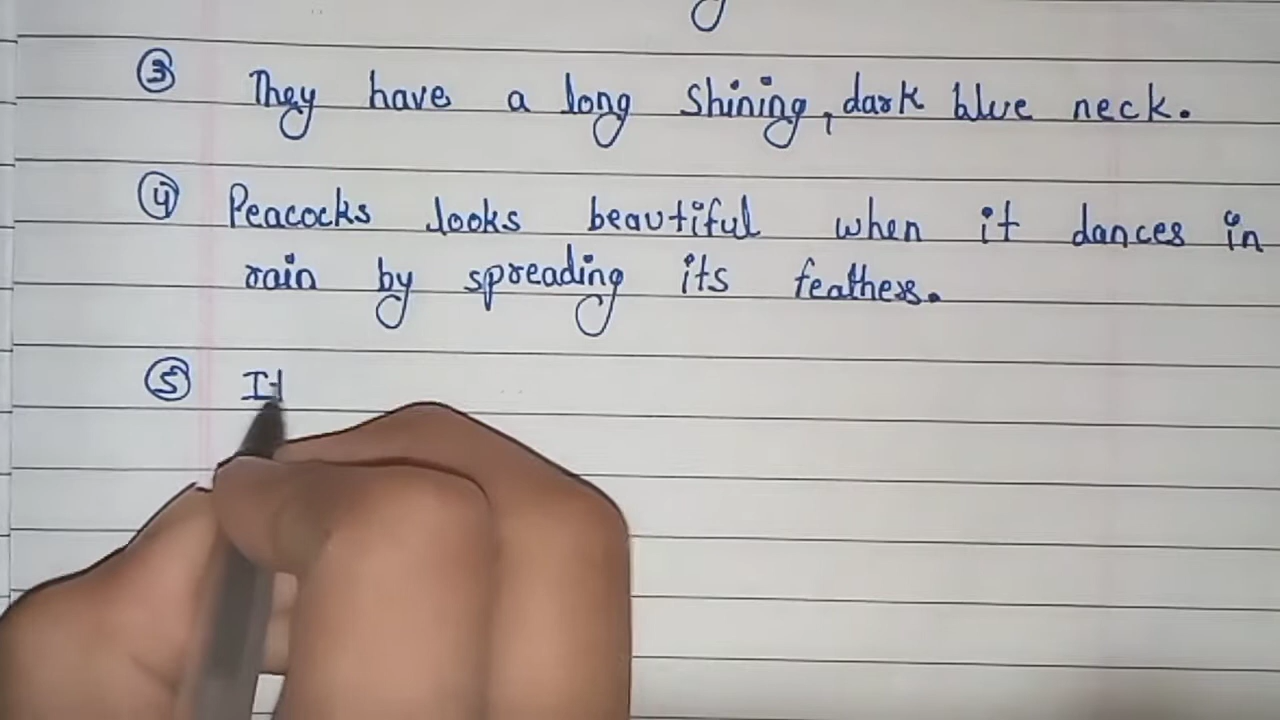 ③ They have a long shining, dark blue neck.
④ Peacocks looks beautiful when it dances in
rain by spreading its feathers.
⑤ It